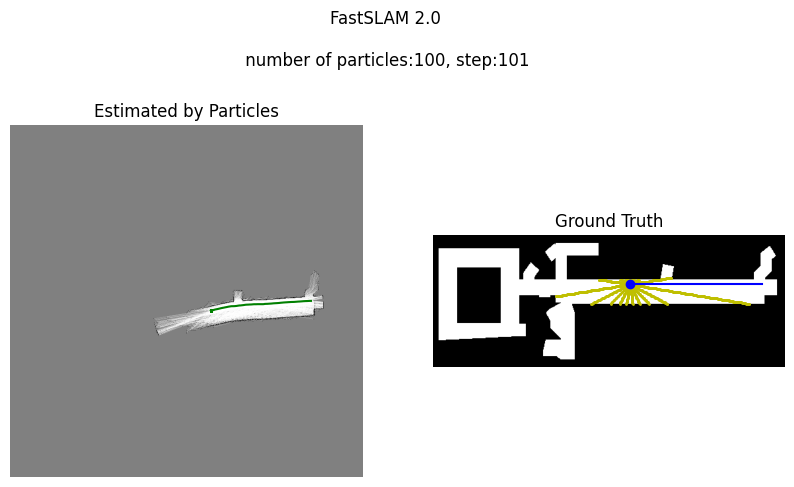 FastSLAM 2.0
number of particles:100, step:101
Estimated by Particles
Ground Truth